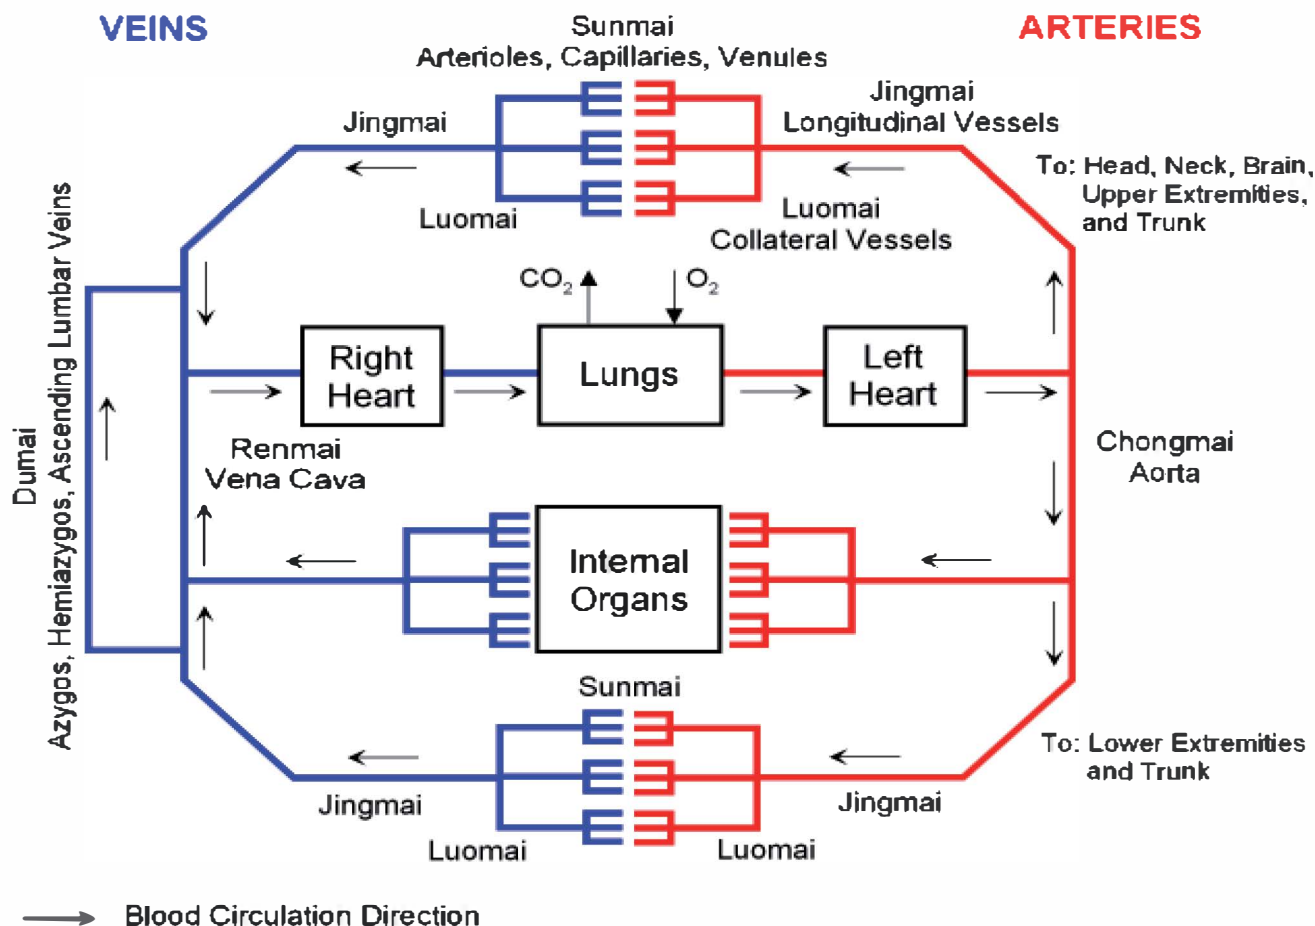 VEINS
Sunmai
Arterioles, Capillaries, Venules
ARTERIES
Jingmai
Jingmai
Longitudinal Vessels
To: Head, Neck, Brain,
Upper Extremities,
and Trunk
Luomai
Luomai
Collateral Vessels
CO₂
O₂
Right
Heart
Lungs
Left
Heart
Renmai
Vena Cava
Chongmai
Aorta
Dumai
Azygos, Hemiazygos, Ascending Lumbar Veins
Internal
Organs
Sunmai
To: Lower Extremities
and Trunk
Jingmai
Jingmai
Luomai
Luomai
Blood Circulation Direction